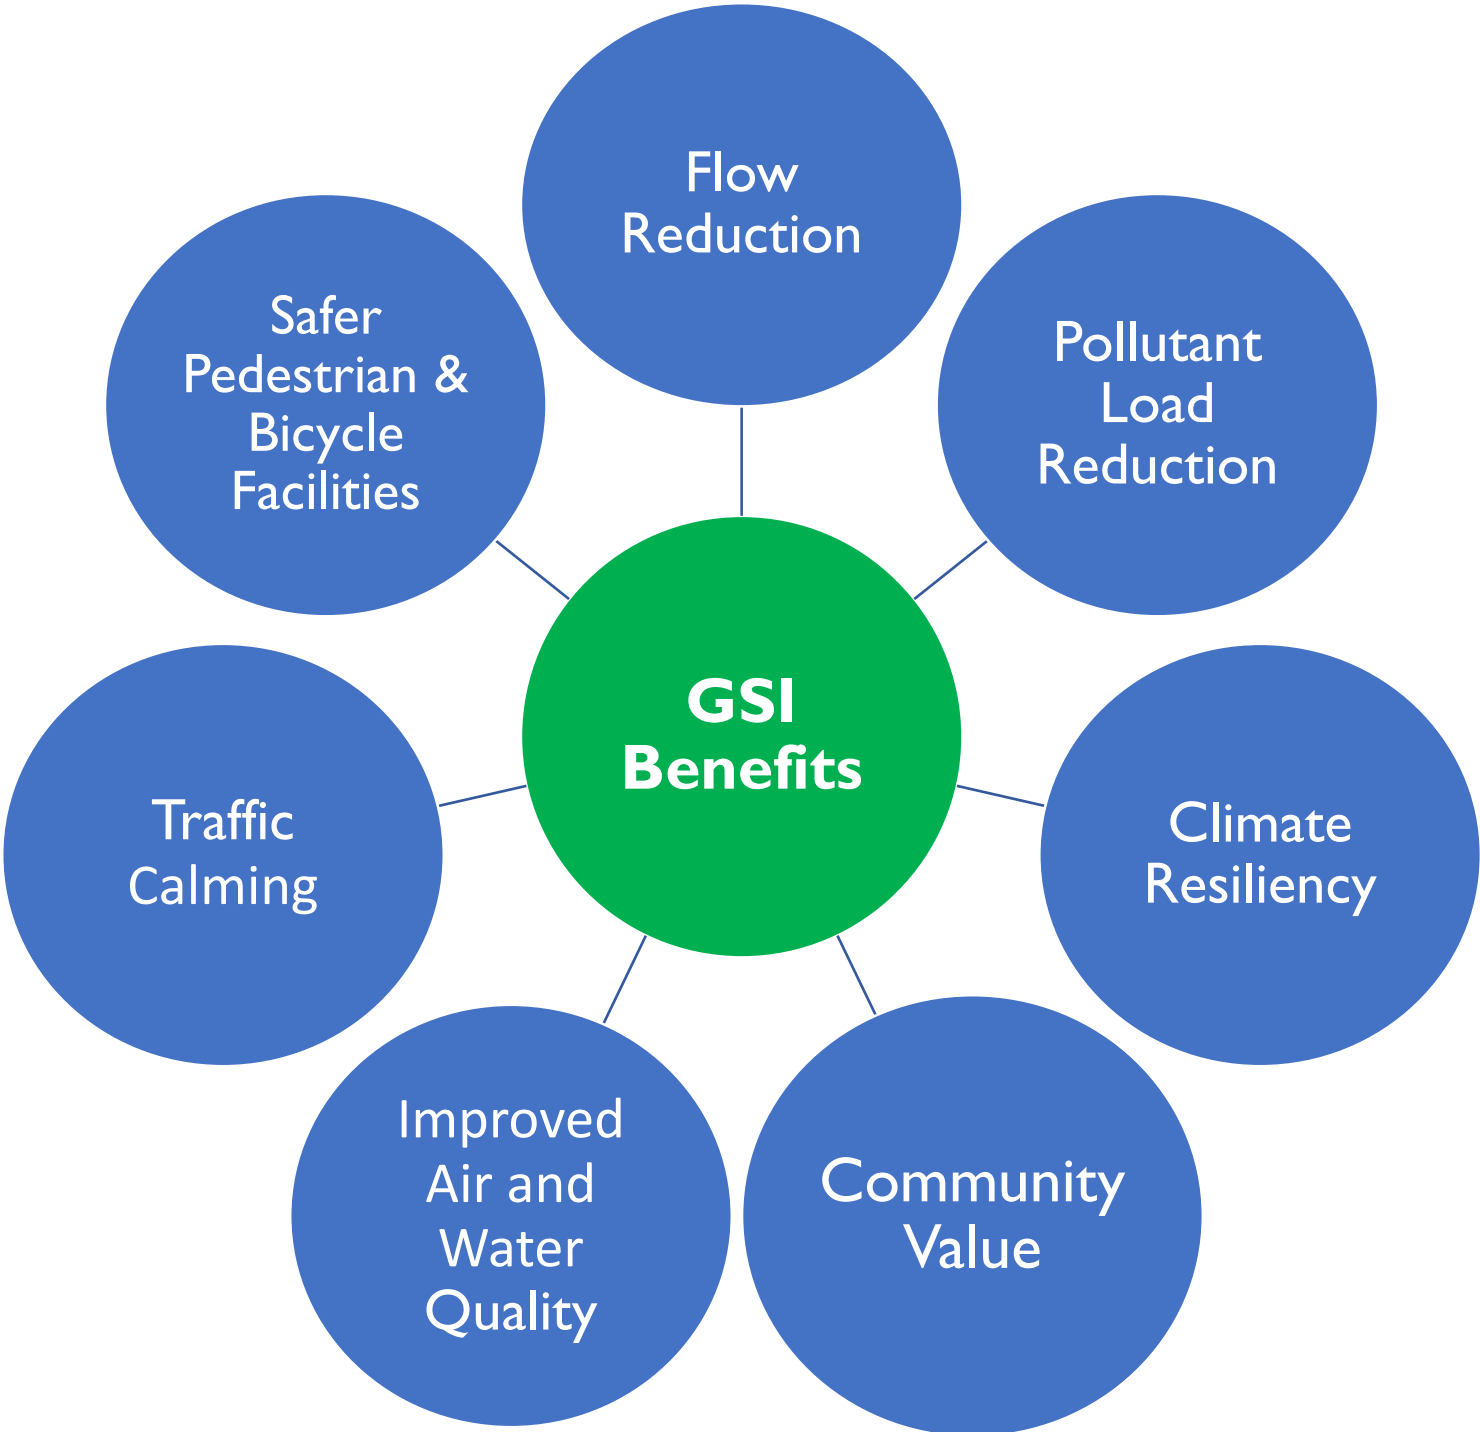 Flow
Reduction
Pollutant
Load
Reduction
Climate
Resiliency
Community
Value
Improved
Air and
Water
Quality
Traffic
Calming
Safer
Pedestrian &
Bicycle
Facilities
GSI
Benefits